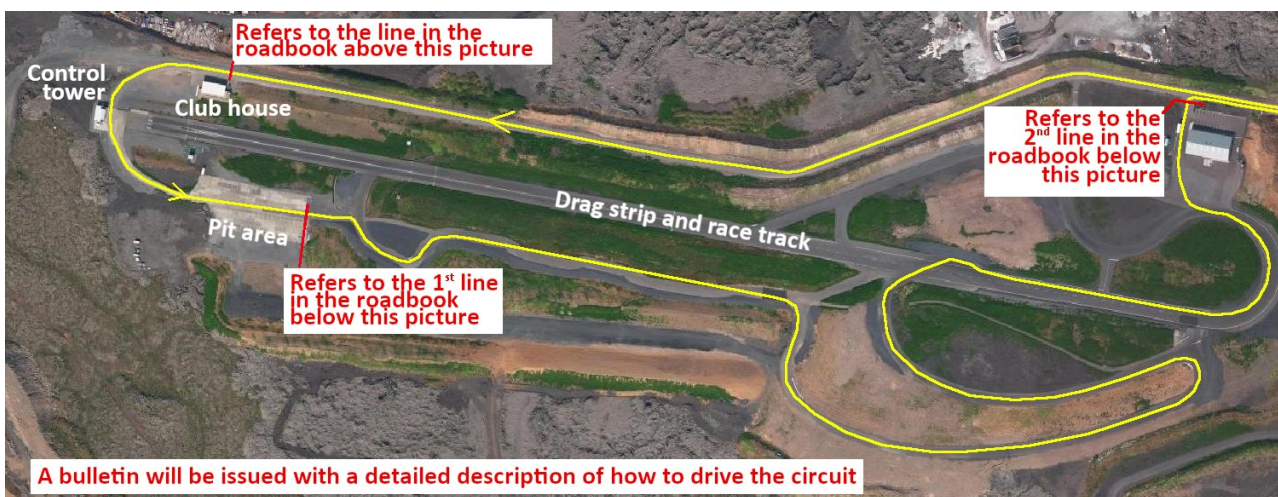 Refers to the line in the
roadbook above this picture
Control
tower
Club house
Refers to the
2nd line in the
roadbook below
this picture
Drag strip and race track
Pit area
Refers to the 1st line
in the roadbook
below this picture
A bulletin will be issued with a detailed description of how to drive the circuit